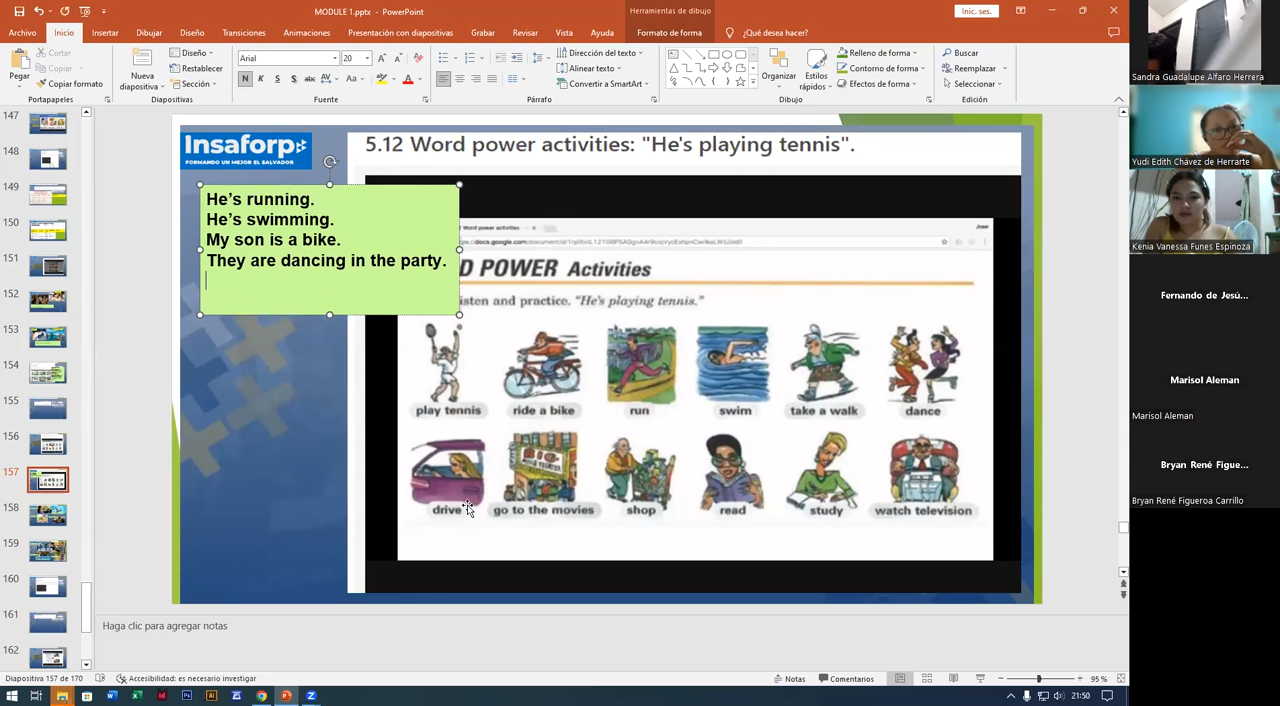 MODULE 1.pptx - PowerPoint
Herramientas de dibujo
Inic. ses.
Archivo
Inicio
Insertar
Dibujar
Diseño
Transiciones
Animaciones
Presentación con diapositivas
Grabar
Revisar
Vista
Ayuda
Formato de forma
¿Qué desea hacer?
Pegar
Cortar
Copiar
Copiar formato
Portapapeles
Nueva
diapositiva
Diseño
Restablecer
Sección
Diapositivas
Arial
20
N K S S abc AV Aa A
Fuente
Dirección del texto
Alinear texto
Convertir a SmartArt
Párrafo
Organizar
Estilos
rápidos
Relleno de forma
Contorno de forma
Efectos de forma
Dibujo
Buscar
Reemplazar
Seleccionar
Edición
147
148
149
150
152
153
154
155
156
157
158
159
160
161
162
Insaforp
FORMANDO UN MEJOR EL SALVADOR
5.12 Word power activities: "He's playing tennis".
He's running.
He's swimming.
My son is a bike.
They are dancing in the party.
Word power activities
Jose
D POWER Activities
isten and practice. "He's playing tennis."
play tennis
ride a bike
run
swim
take a walk
dance
drive
go to the movies
shop
read
study
watch television
Haga clic para agregar notas
Diapositiva 157 de 170
Accesibilidad: es necesario investigar
Notas
Comentarios
95 %
21:50
Sandra Guadalupe Alfaro Herrera
Yudi Edith Chávez de Herrarte
Kenia Vanessa Funes Espinoza
Fernando de Jesú...
Marisol Aleman
Marisol Aleman
Bryan René Figue...
Bryan René Figueroa Carrillo